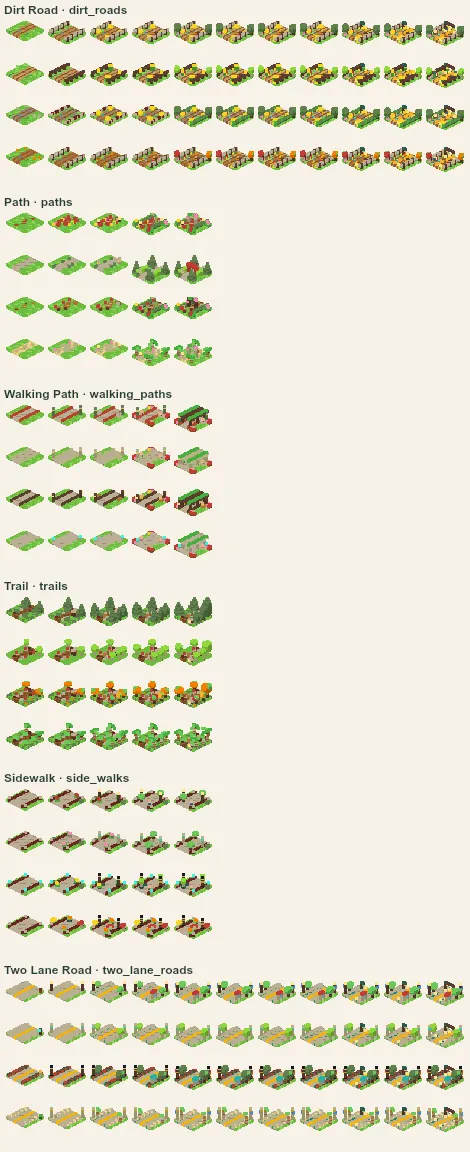 Dirt Road · dirt_roads
Path · paths
Walking Path · walking_paths
Trail · trails
Sidewalk · side_walks
Two Lane Road · two_lane_roads